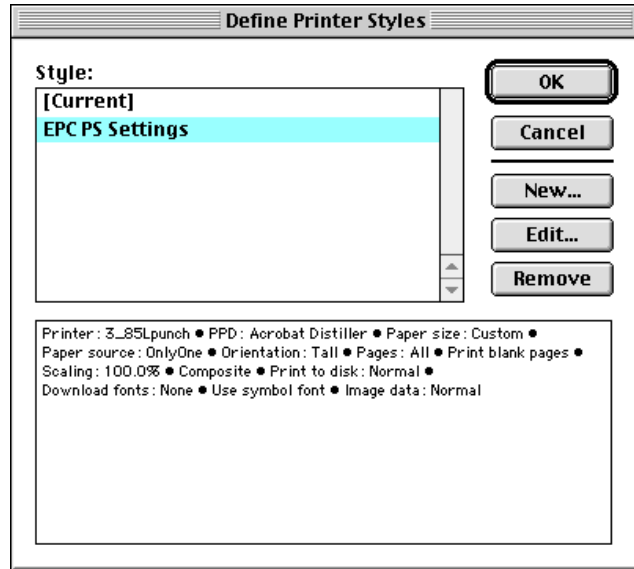 Define Printer Styles
Style:
[Current]
EPC PS Settings
OK
Cancel
New...
Edit...
Remove
Printer: 3_85Lpunch ● PPD: Acrobat Distiller ● Paper size: Custom ●
Paper source: OnlyOne ● Orientation: Tall ● Pages: All ● Print blank pages ●
Scaling: 100.0% ● Composite ● Print to disk: Normal ●
Download fonts: None ● Use symbol font ● Image data: Normal